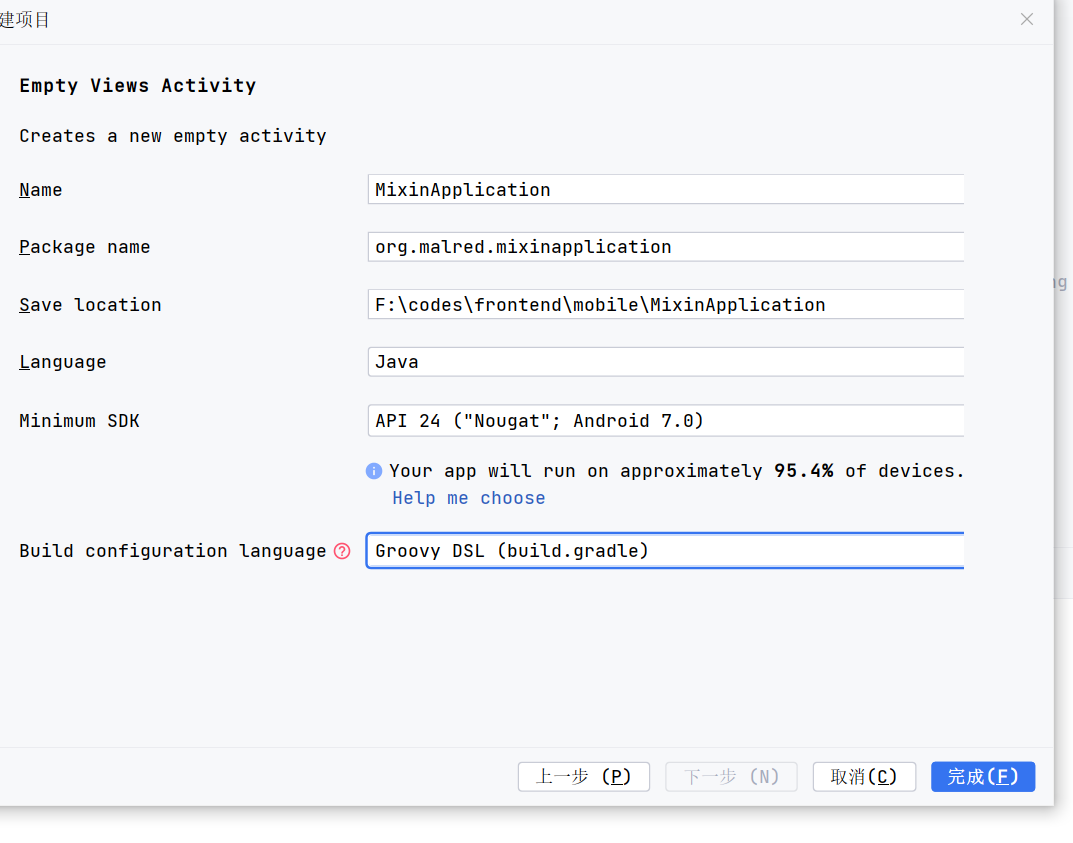 建项目
Empty Views Activity
Creates a new empty activity
Name MixinApplication
Package name org.malred.mixinapplication
Save location F:\codes\frontend\mobile\MixinApplication
Language Java
Minimum SDK API 24 ("Nougat"; Android 7.0)
Your app will run on approximately 95.4% of devices.
Help me choose
Build configuration language Groovy DSL (build.gradle)
上一步 (P) 下一步 (N) 取消(C) 完成(F)